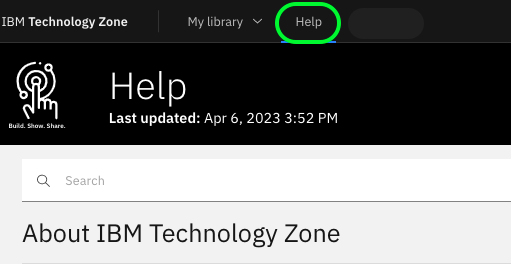 IBM Technology Zone
My library
Help
Help
Last updated: Apr 6, 2023 3:52 PM
Build. Show. Share.
Search
About IBM Technology Zone